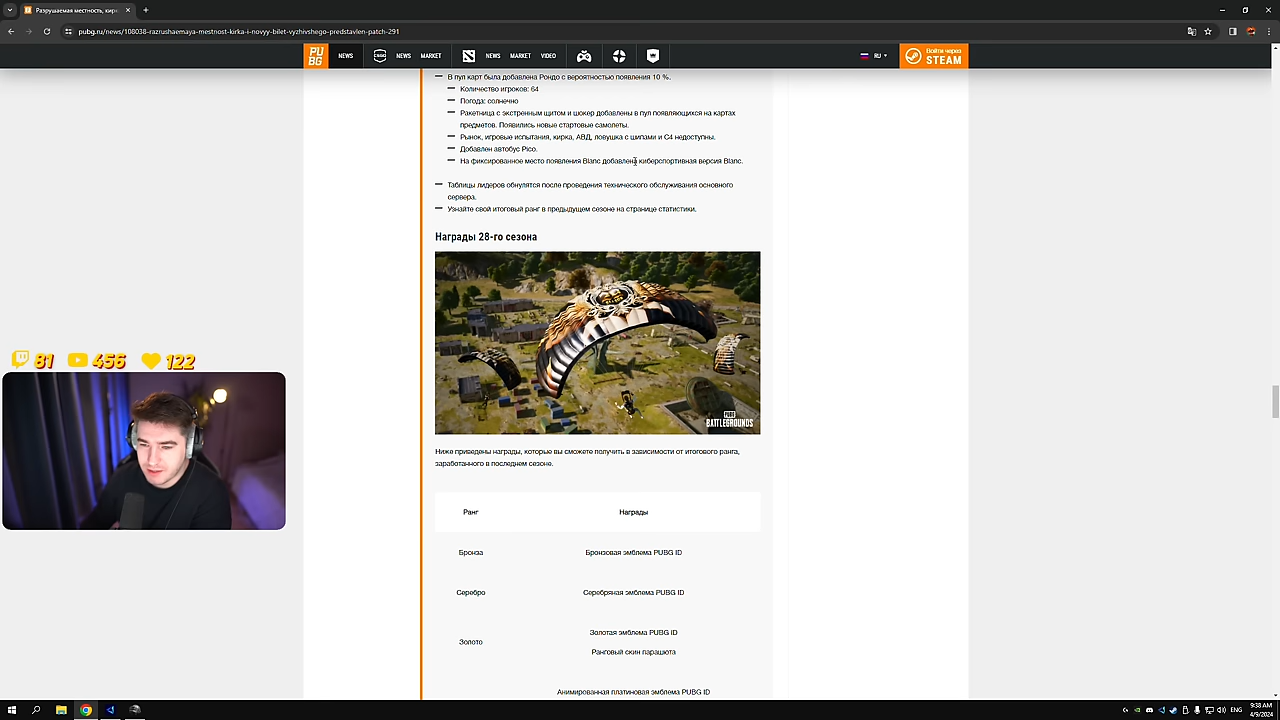 Разрушаемая местность, кирк
pubg.ru/news/108038-razrushaemaya-mestnost-kirka-i-novyy-bilet-vyzhivshego-predstavlen-patch-291
PU
BG
NEWS
CS:GO
NEWS
MARKET
NEWS
MARKET
VIDEO
RU
Войти через
STEAM
В пул карт была добавлена Рондо с вероятностью появления 10 %.
Количество игроков: 64
Погода: солнечно
Ракетница с экстренным щитом и шокер добавлены в пул появляющихся на картах
предметов. Появились новые стартовые самолеты.
Рынок, игровые испытания, кирка, АВД, ловушка с шипами и C4 недоступны.
Добавлен автобус Pico.
На фиксированное место появления Blanc добавлена киберспортивная версия Blanc.
Таблицы лидеров обнулятся после проведения технического обслуживания основного
сервера.
Узнайте свой итоговый ранг в предыдущем сезоне на странице статистики.
Награды 28-го сезона
PUBG
BATTLEGROUNDS
81
456
122
Ниже приведены награды, которые вы сможете получить в зависимости от итогового ранга,
заработанного в последнем сезоне.
Ранг
Награды
Бронза
Бронзовая эмблема PUBG ID
Серебро
Серебряная эмблема PUBG ID
Золото
Золотая эмблема PUBG ID
Ранговый скин парашюта
Анимированная платиновая эмблема PUBG ID
ENG
9:38 AM
4/9/2024